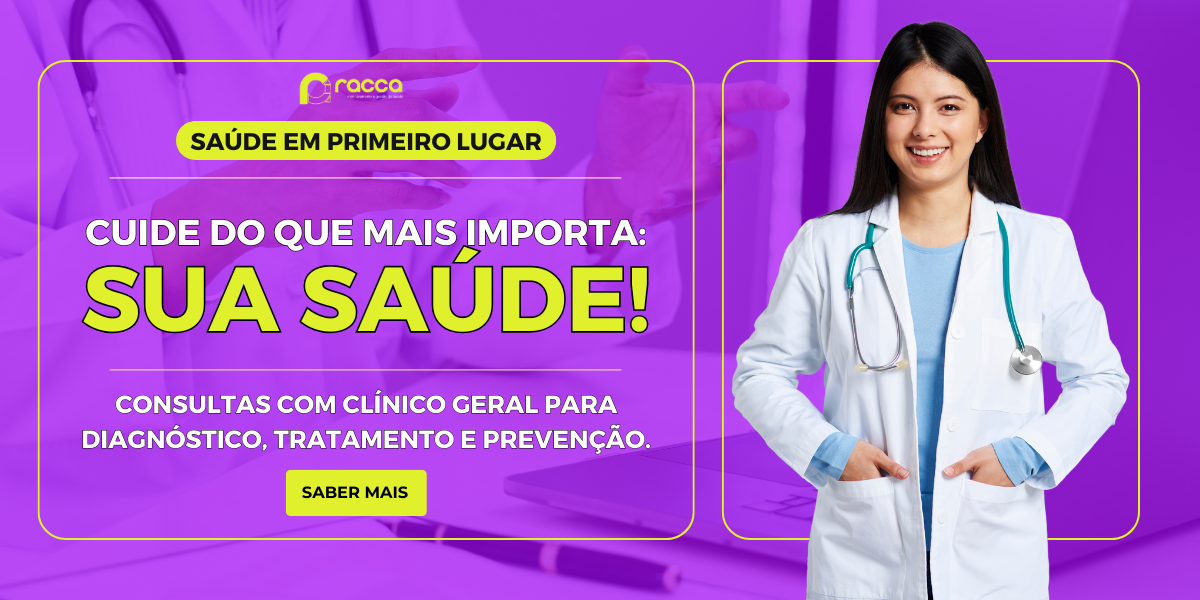 racca
SAÚDE EM PRIMEIRO LUGAR
CUIDE DO QUE MAIS IMPORTA:
SUA SAÚDE!
CONSULTAS COM CLÍNICO GERAL PARA
DIAGNÓSTICO, TRATAMENTO E PREVENÇÃO.
SABER MAIS